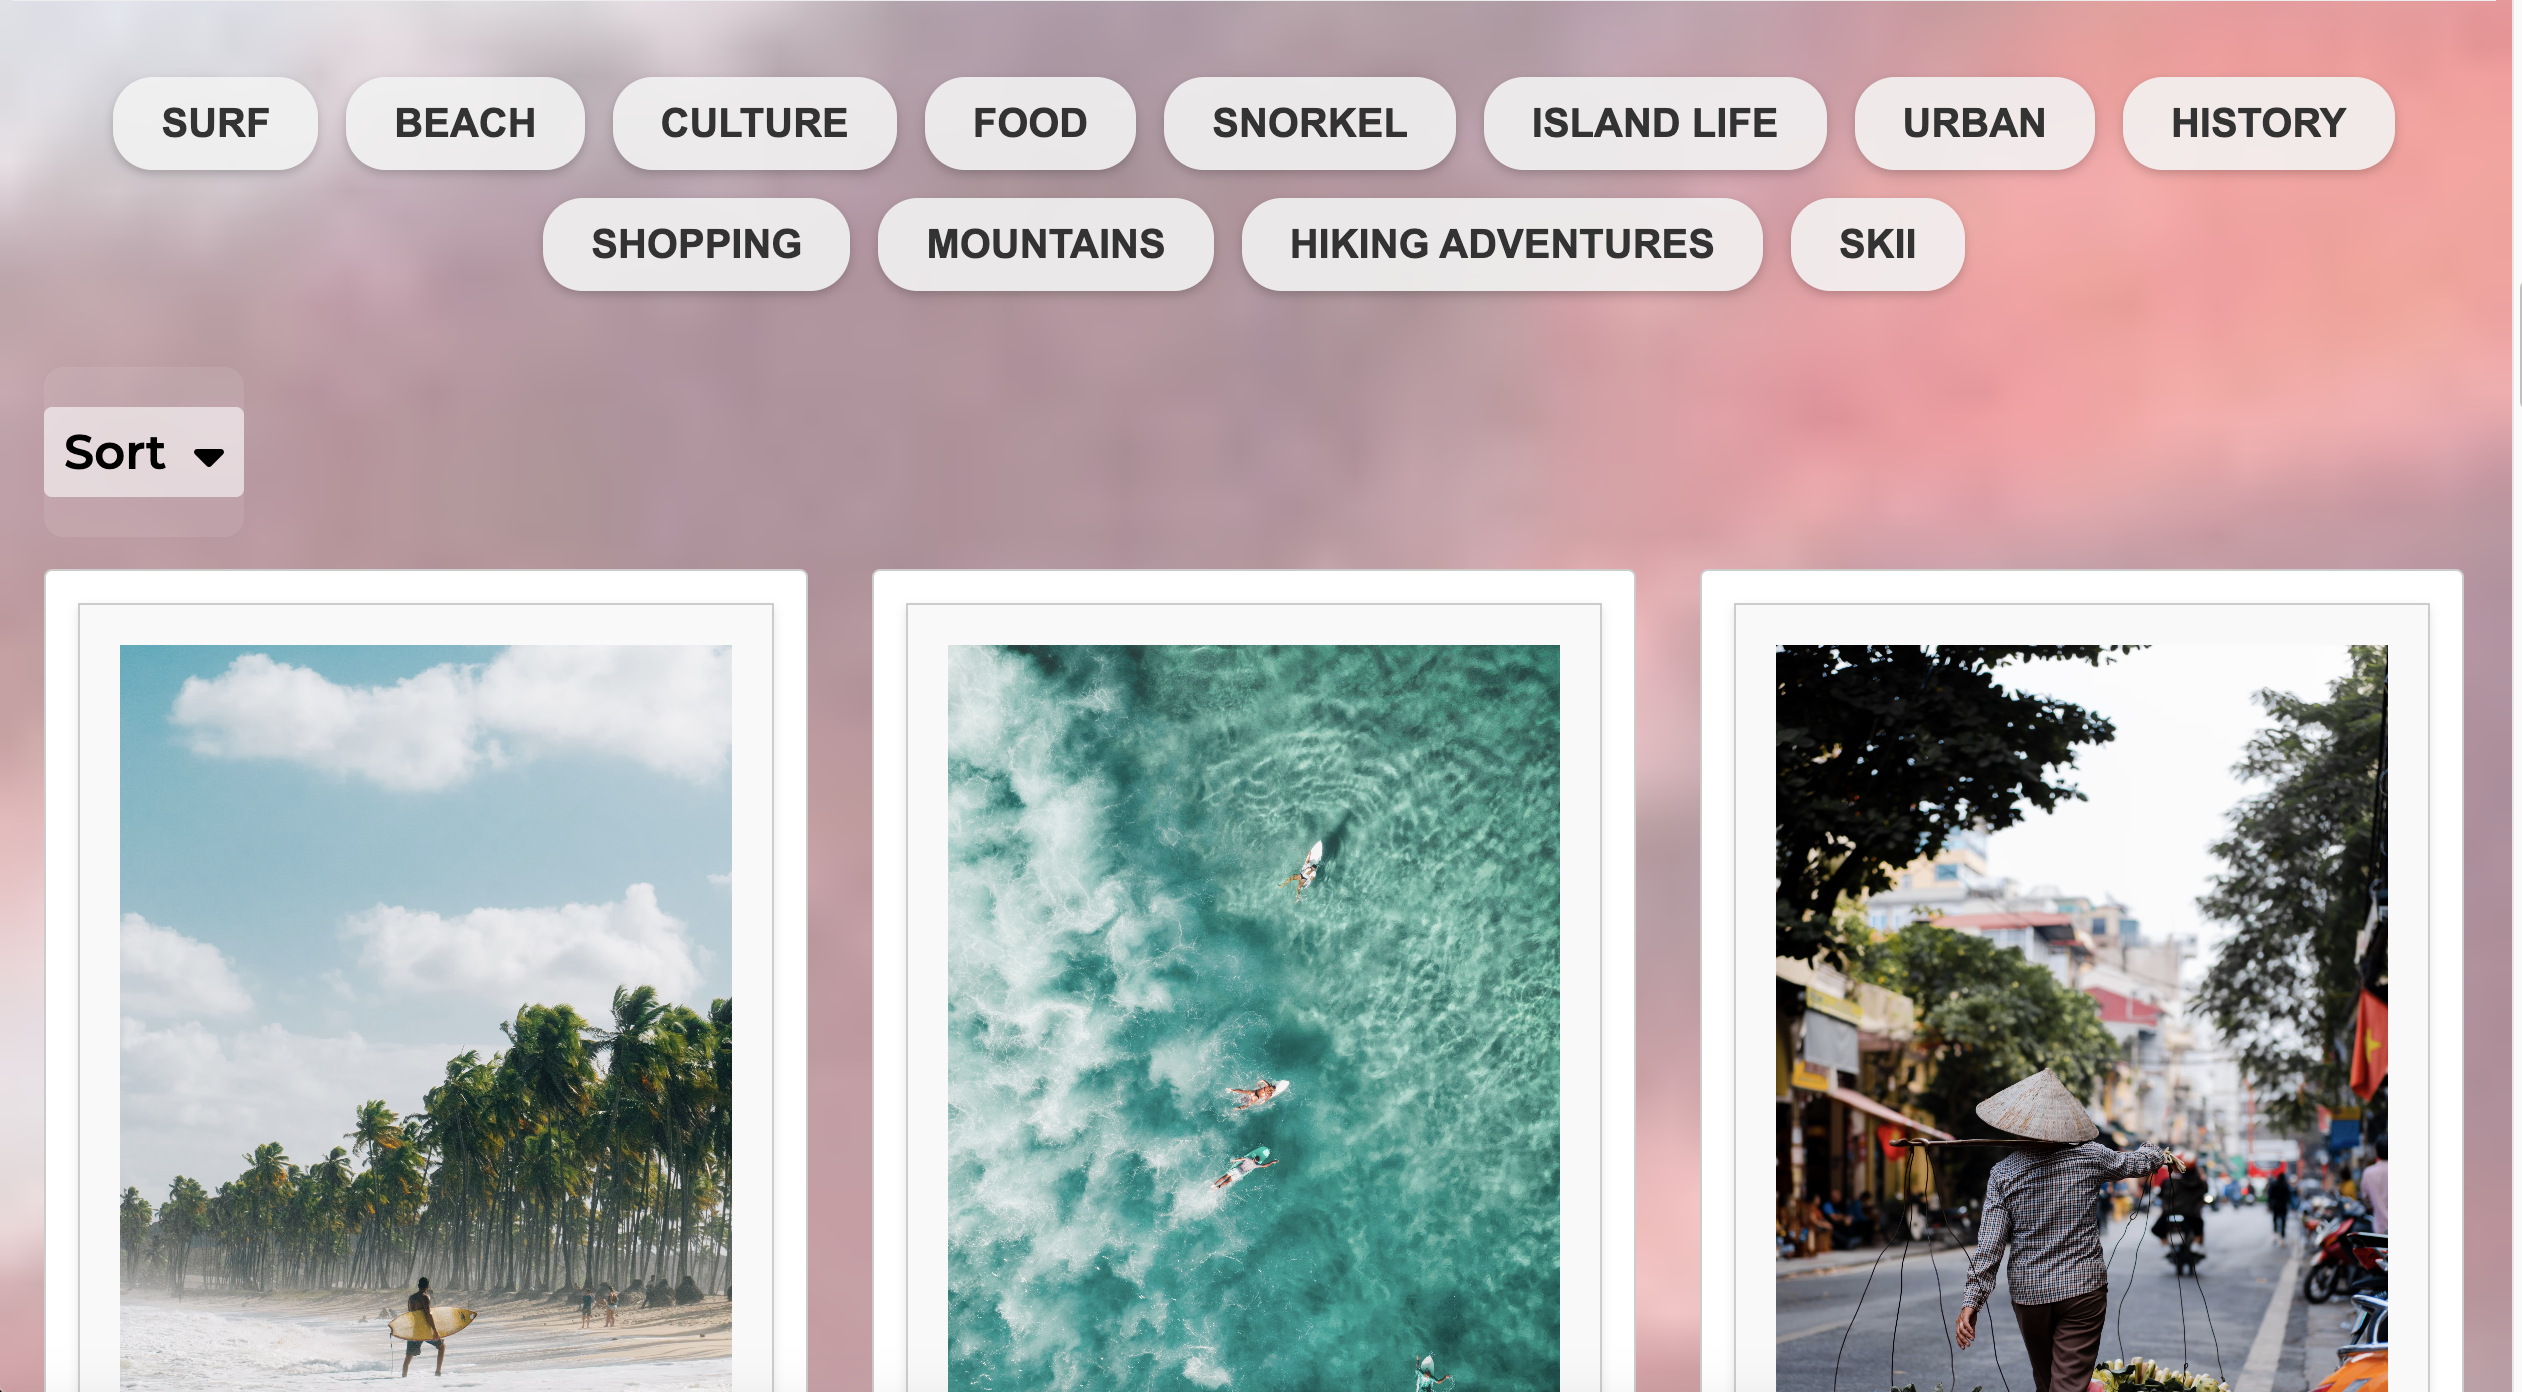 SURF BEACH CULTURE FOOD SNORKEL ISLAND LIFE URBAN HISTORY
SHOPPING MOUNTAINS HIKING ADVENTURES SKII
Sort